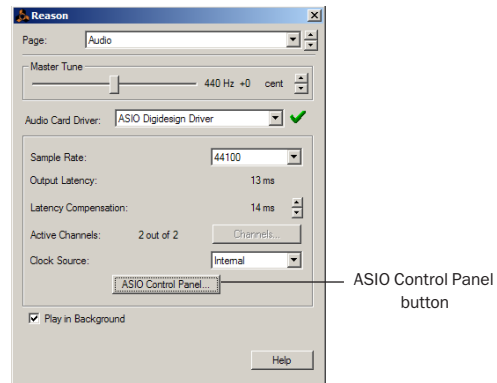 Reason
Page: Audio
Master Tune
440 Hz +0 cent
Audio Card Driver: ASIO Digidesign Driver
Sample Rate: 44100
Output Latency: 13 ms
Latency Compensation: 14 ms
Active Channels: 2 out of 2 Channels...
Clock Source: Internal
ASIO Control Panel...
ASIO Control Panel
button
Play in Background
Help